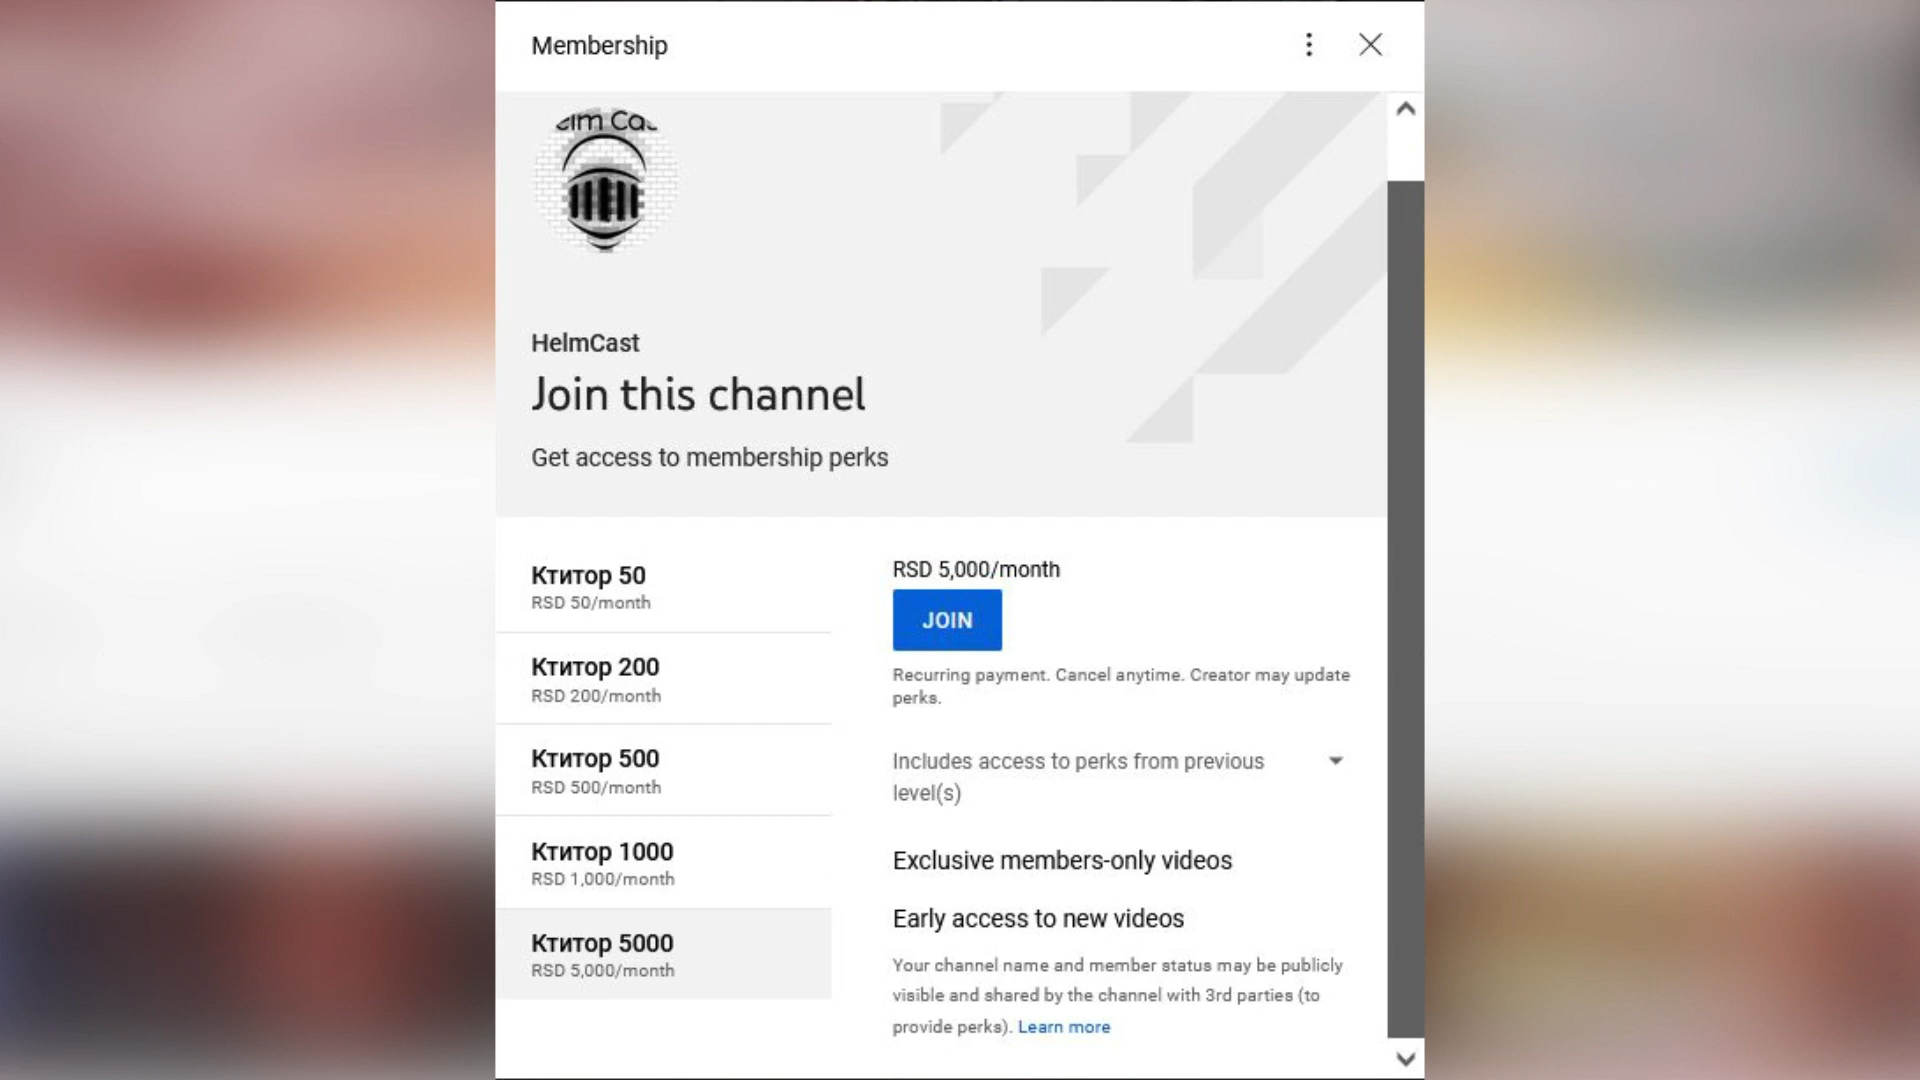 Membership
elm Ca
HelmCast
Join this channel
Get access to membership perks
Ктитор 50
RSD 50/month
Ктитор 200
RSD 200/month
Ктитор 500
RSD 500/month
Ктитор 1000
RSD 1,000/month
Ктитор 5000
RSD 5,000/month
RSD 5,000/month
JOIN
Recurring payment. Cancel anytime. Creator may update
perks.
Includes access to perks from previous
level(s)
Exclusive members-only videos
Early access to new videos
Your channel name and member status may be publicly
visible and shared by the channel with 3rd parties (to
provide perks). Learn more